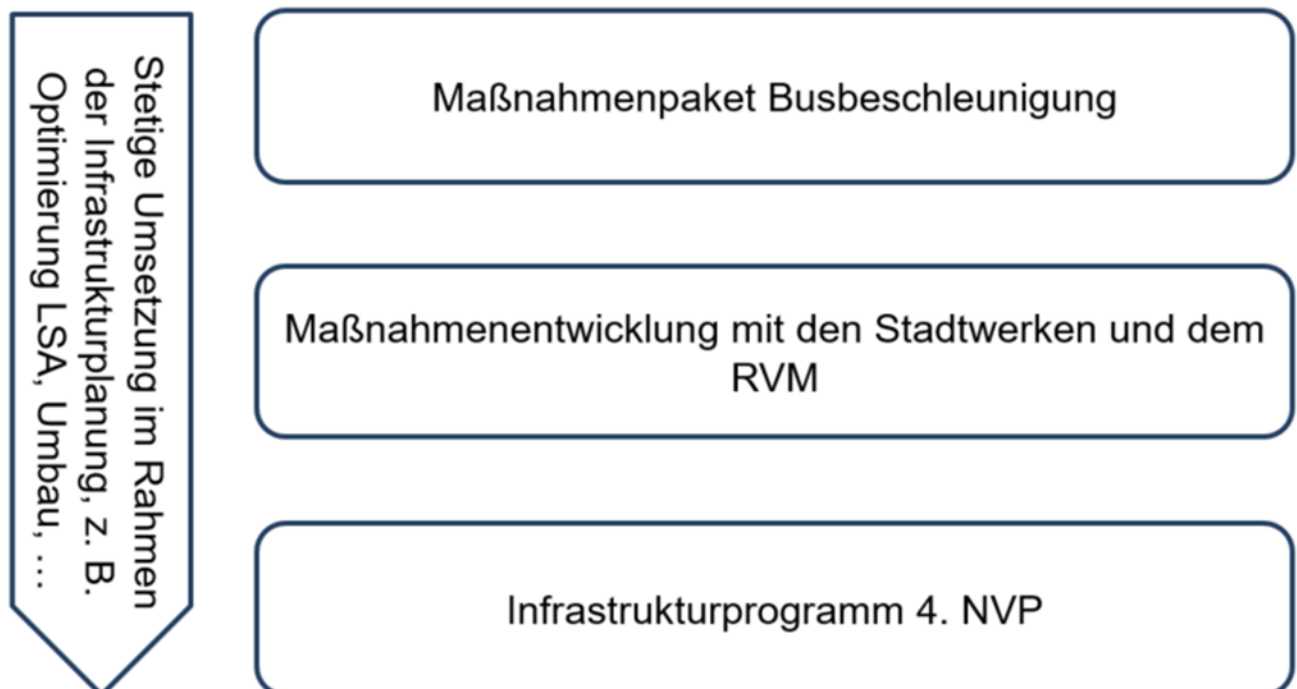 Stetige Umsetzung im Rahmen
der Infrastrukturplanung, z. B.
Optimierung LSA, Umbau, …
Maßnahmenpaket Busbeschleunigung
Maßnahmenentwicklung mit den Stadtwerken und dem
RVM
Infrastrukturprogramm 4. NVP